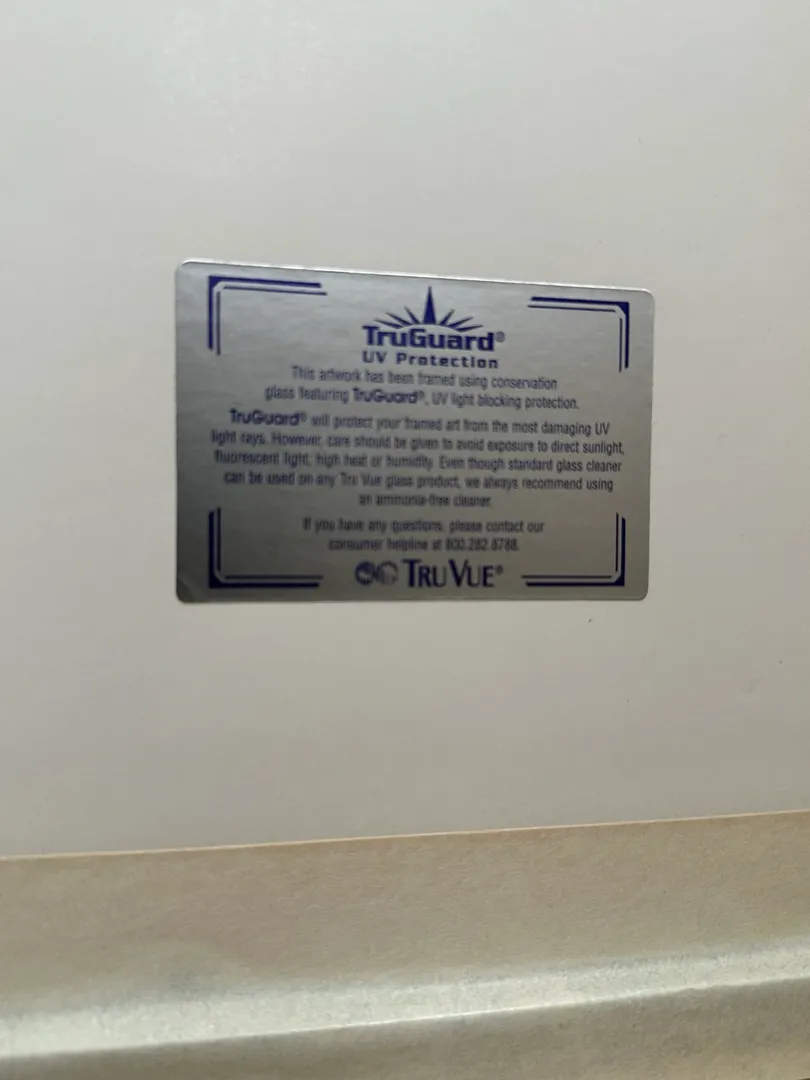 TruGuard®
UV Protection
This artwork has been framed using conservation
glass featuring TruGuard®, UV light blocking protection.
TruGuard® will protect your framed art from the most damaging UV
light rays. However, care should be given to avoid exposure to direct sunlight,
fluorescent light, high heat or humidity. Even though standard glass cleaner
can be used on any Tru Vue glass product, we always recommend using
an ammonia-free cleaner.
If you have any questions, please contact our
consumer helpline at 800.282.8788.
TRU VUE®